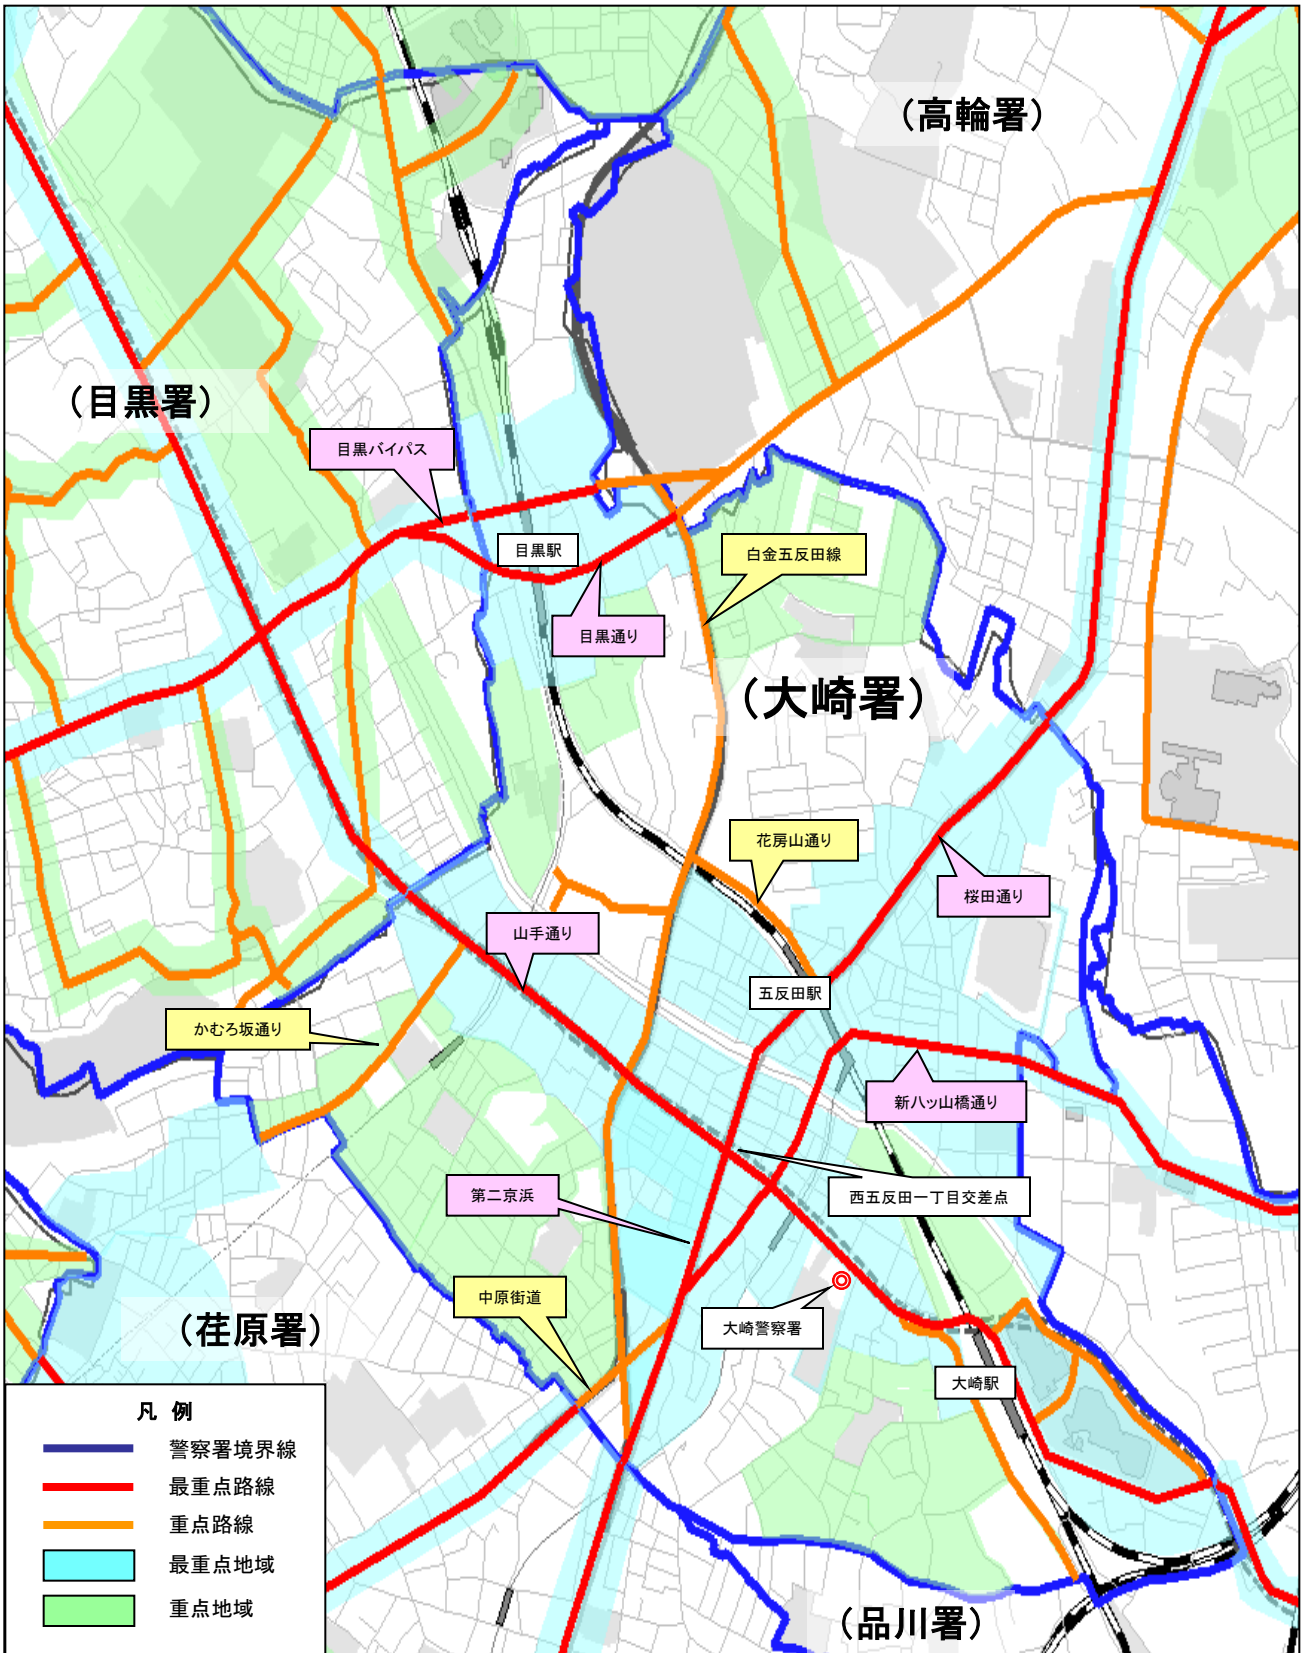 （高輪署）
（目黒署）
目黒バイパス
目黒駅
白金五反田線
目黒通り
（大崎署）
花房山通り
桜田通り
山手通り
五反田駅
かむろ坂通り
新八ッ山橋通り
第二京浜
西五反田一丁目交差点
中原街道
大崎警察署
（荏原署）
大崎駅
凡 例
警察署境界線
最重点路線
重点路線
最重点地域
重点地域
（品川署）